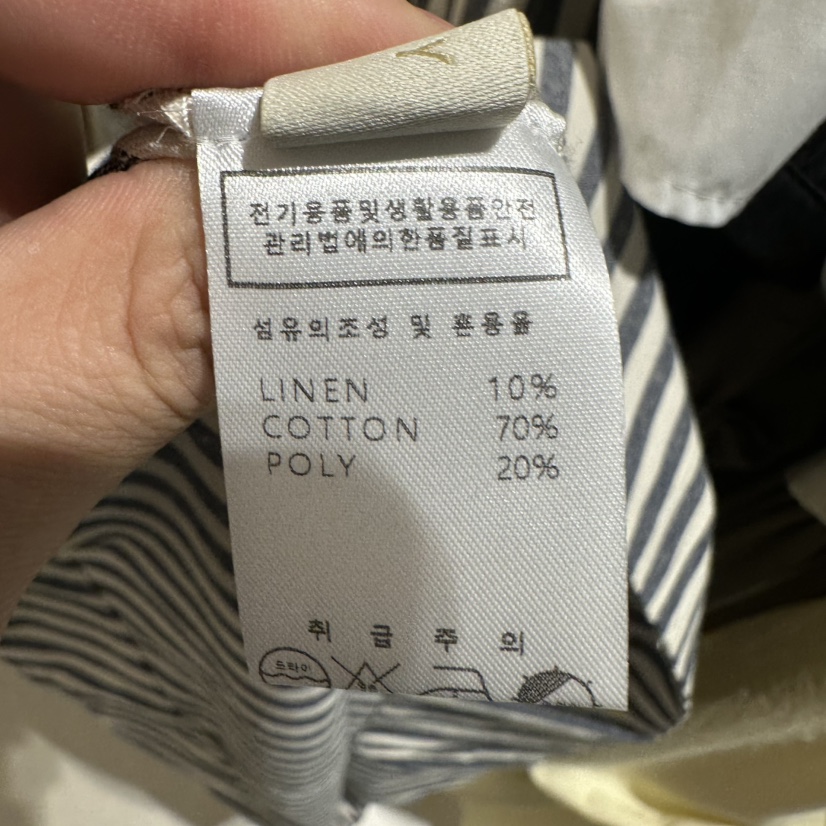 전기용품및생활용품안전
관리법에의한품질표시
섬유의조성 및 혼용율
LINEN 10%
COTTON 70%
POLY 20%
취 급 주 의
드라이